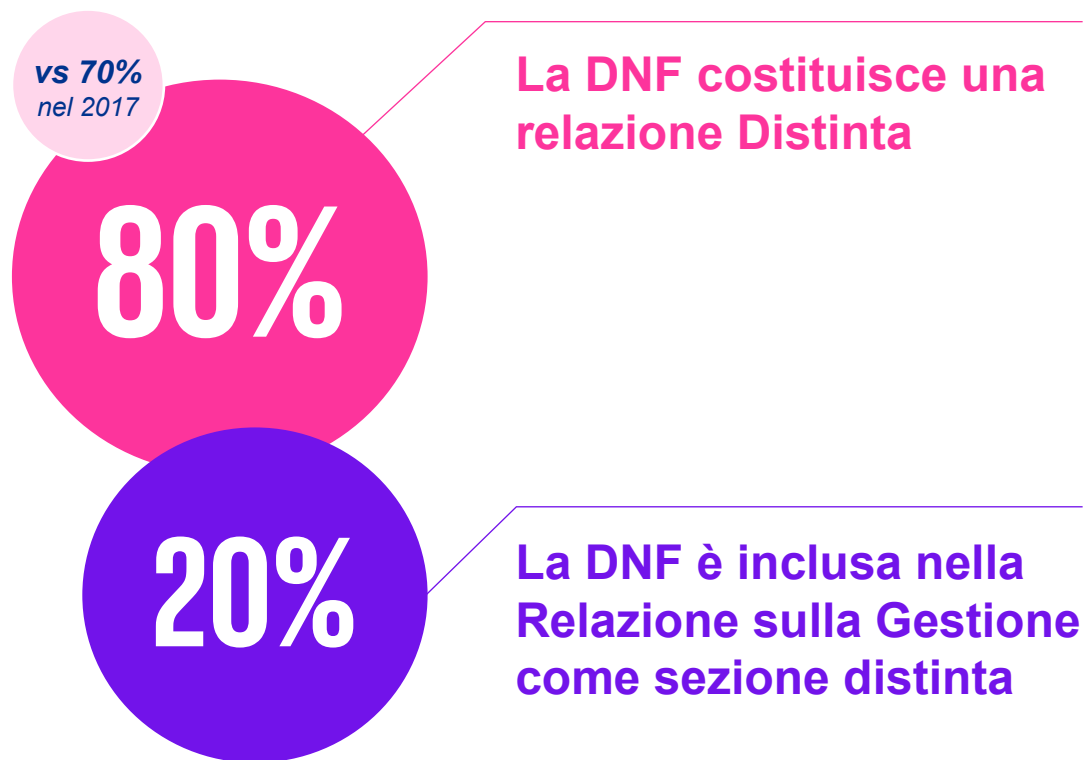 vs 70%
nel 2017
80%
La DNF costituisce una
relazione Distinta
20%
La DNF è inclusa nella
Relazione sulla Gestione
come sezione distinta